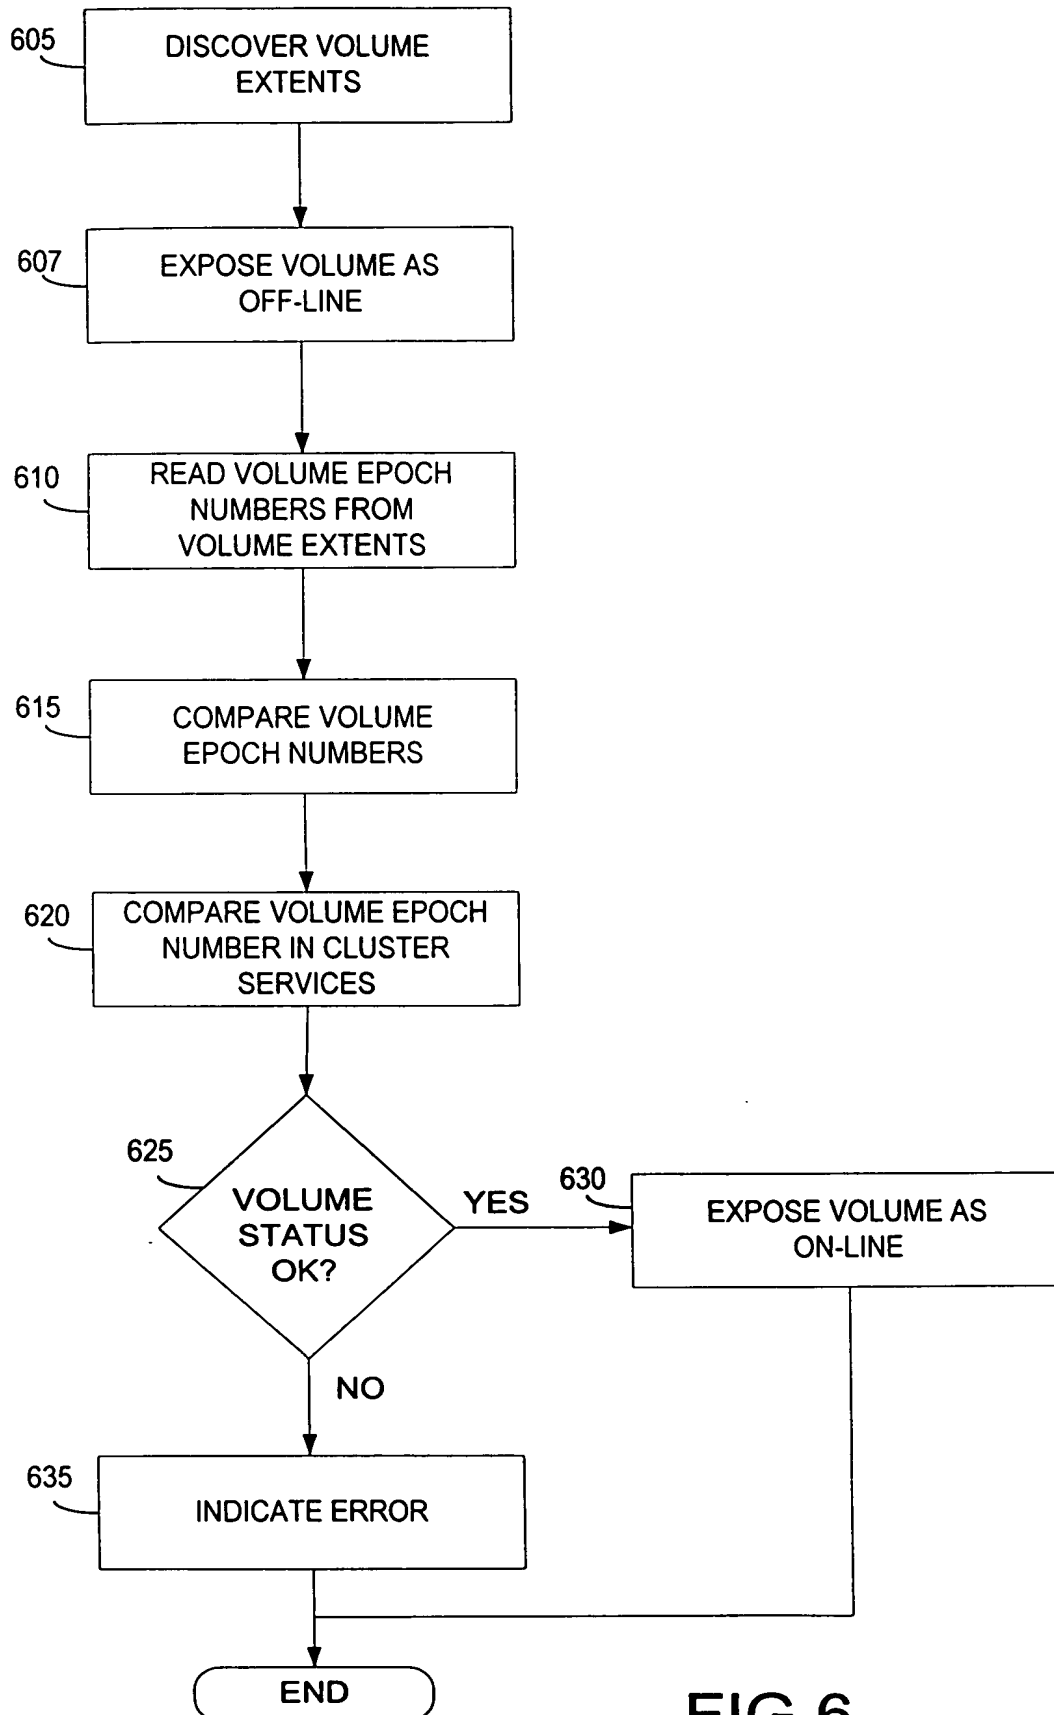 605
DISCOVER VOLUME
EXTENTS
607
EXPOSE VOLUME AS
OFF-LINE
610
READ VOLUME EPOCH
NUMBERS FROM
VOLUME EXTENTS
615
COMPARE VOLUME
EPOCH NUMBERS
620
COMPARE VOLUME EPOCH
NUMBER IN CLUSTER
SERVICES
625
VOLUME
STATUS
OK?
YES
630
EXPOSE VOLUME AS
ON-LINE
NO
635
INDICATE ERROR
END
FIG.6